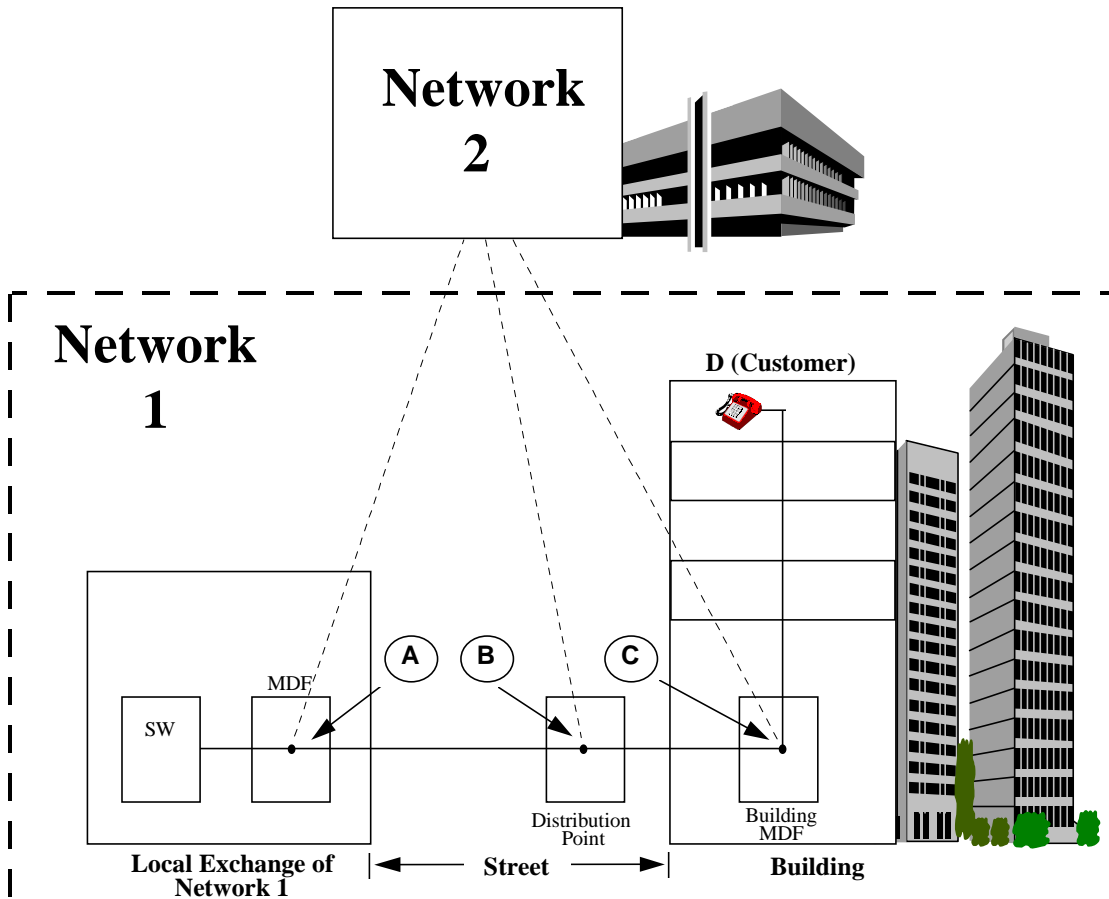 Network
2
Network
1
D (Customer)
A
B
C
MDF
SW
Distribution
Point
Building
MDF
Local Exchange of
Network 1
Street
Building